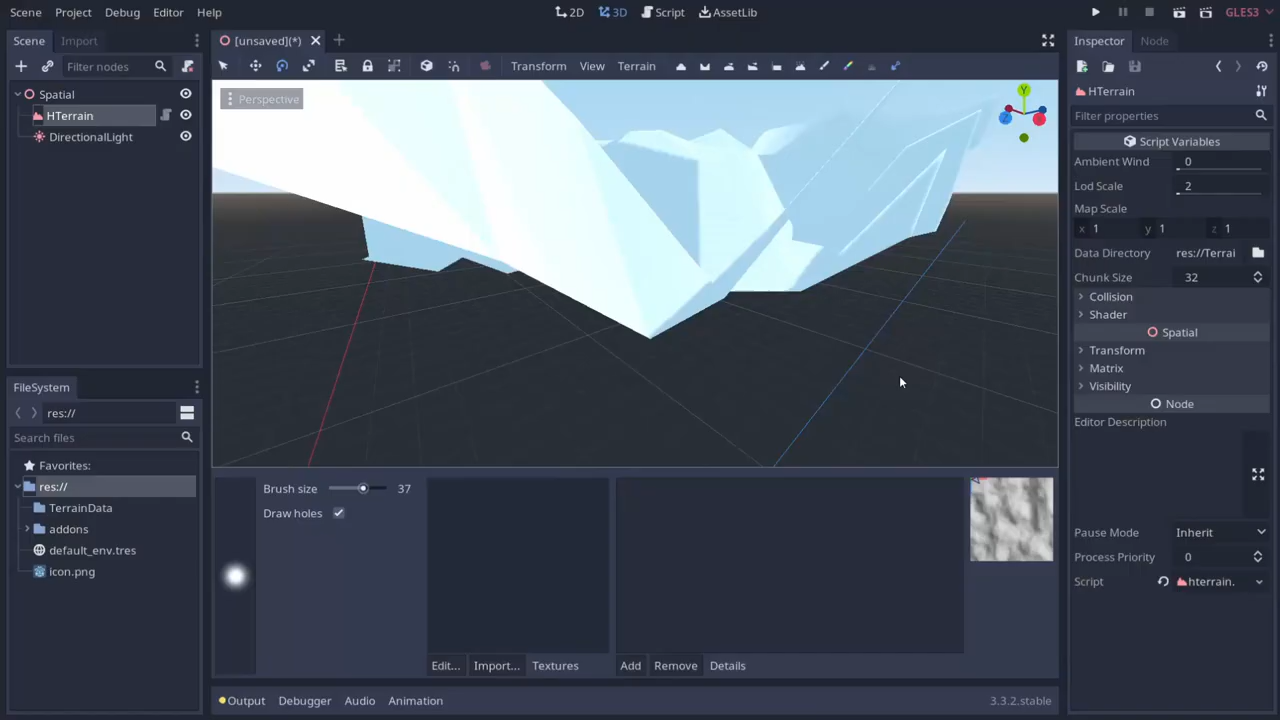 Scene Project Debug Editor Help
2D 3D Script AssetLib
GLES3
Scene Import
[unsaved](*)
Inspector Node
Filter nodes
Transform View Terrain
Spatial
HTerrain
DirectionalLight
Perspective
Y
Z
X
HTerrain
Filter properties
Script Variables
Ambient Wind 0
Lod Scale 2
Map Scale
x 1 y 1 z 1
Data Directory res://Terrai
Chunk Size 32
Collision
Shader
Spatial
Transform
Matrix
Visibility
Node
Editor Description
Pause Mode Inherit
Process Priority 0
Script hterrain.
FileSystem
res://
Search files
Favorites:
res://
TerrainData
addons
default_env.tres
icon.png
Brush size 37
Draw holes
Edit... Import... Textures
Add Remove Details
Output Debugger Audio Animation
3.3.2.stable